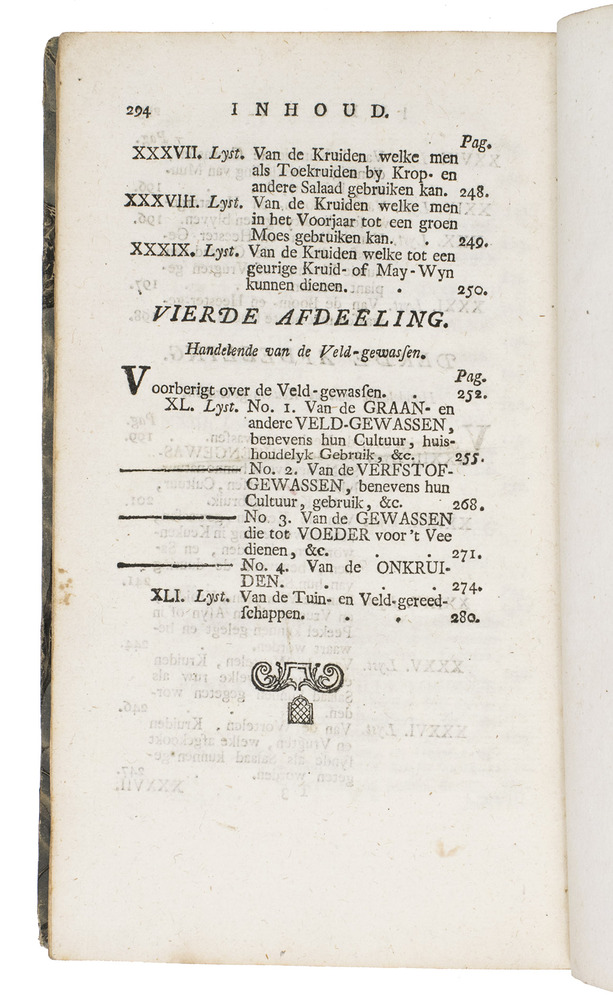 294 INHOUD.
Pag.
XXXVII. Lyst. Van de Kruiden welke men
als Toekruiden by Krop- en
andere Salaad gebruiken kan. 248.
XXXVIII. Lyst. Van de Kruiden welke men
in het Voorjaar tot een groen
Moes gebruiken kan. . 249.
XXXIX. Lyst. Van de Kruiden welke tot een
geurige Kruid- of May-Wyn
kunnen dienen. . 250.
VIERDE AFDEELING.
Handelende van de Veld-gewaſſen.
Pag.
Voorberigt over de Veld-gewaſſen. . 252.
XL. Lyst. No. 1. Van de GRAAN- en
andere VELD-GEWASSEN,
benevens hun Cultuur, huis-
houdelyk Gebruik, &c. 255.
No. 2. Van de VERFSTOF-
GEWASSEN, benevens hun
Cultuur, gebruik, &c. 268.
No. 3. Van de GEWASSEN
die tot VOEDER voor 't Vee
dienen, &c. . . 271.
No. 4. Van de ONKRUI-
DEN. . . . 274.
XLI. Lyst. Van de Tuin- en Veld-gereed-
ſchappen. . . 280.